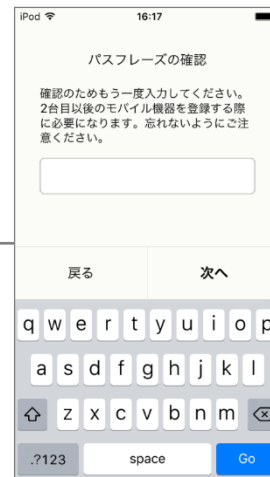 iPod 16:17
パスフレーズの確認
確認のためもう一度入力してください。
2台目以後のモバイル機器を登録する際
に必要になります。忘れないようにご注
意ください。
戻る 次へ
q w e r t y u i o p
a s d f g h j k l
z x c v b n m
.?123 space Go